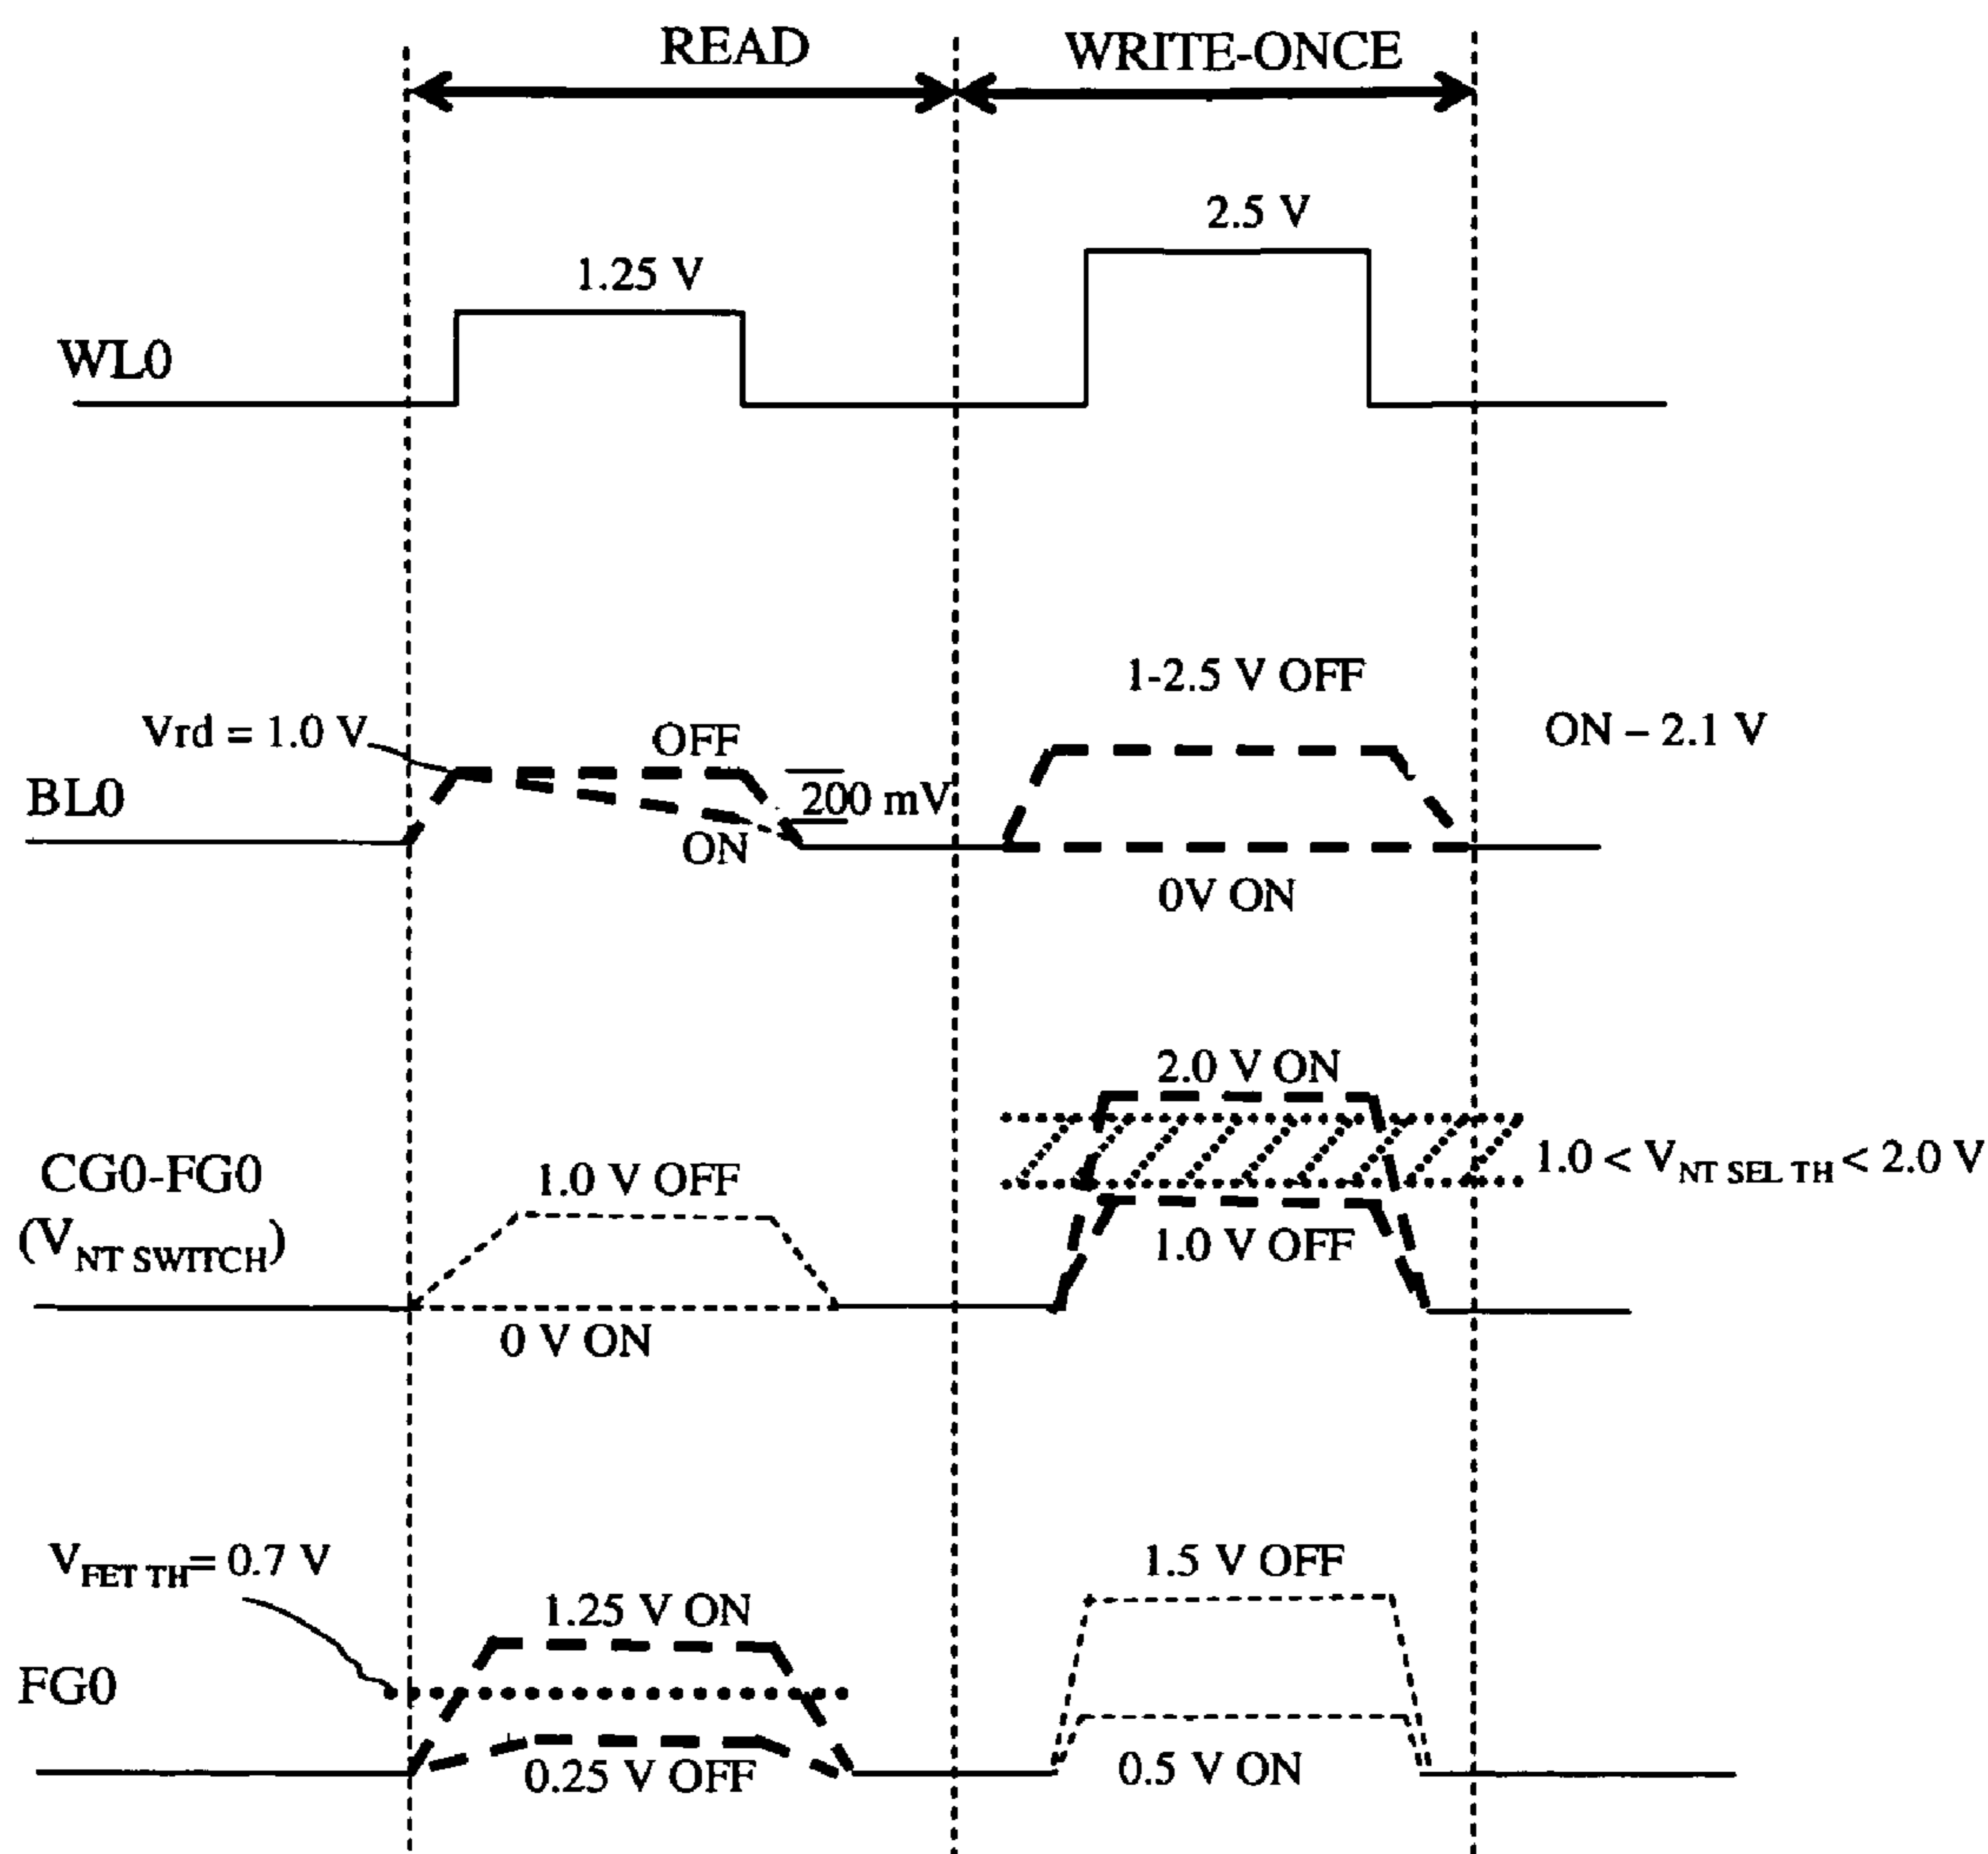 READ
WRITE-ONCE
2.5 V
1.25 V
WL0
1-2.5 V OFF
Vrd = 1.0 V
OFF
ON – 2.1 V
BL0
200 mV
ON
0V ON
2.0 V ON
CG0-FG0
1.0 V OFF
1.0 < V NT SEL TH < 2.0 V
(V NT SWITCH)
1.0 V OFF
0 V ON
V FET TH = 0.7 V
1.5 V OFF
1.25 V ON
FG0
0.25 V OFF
0.5 V ON